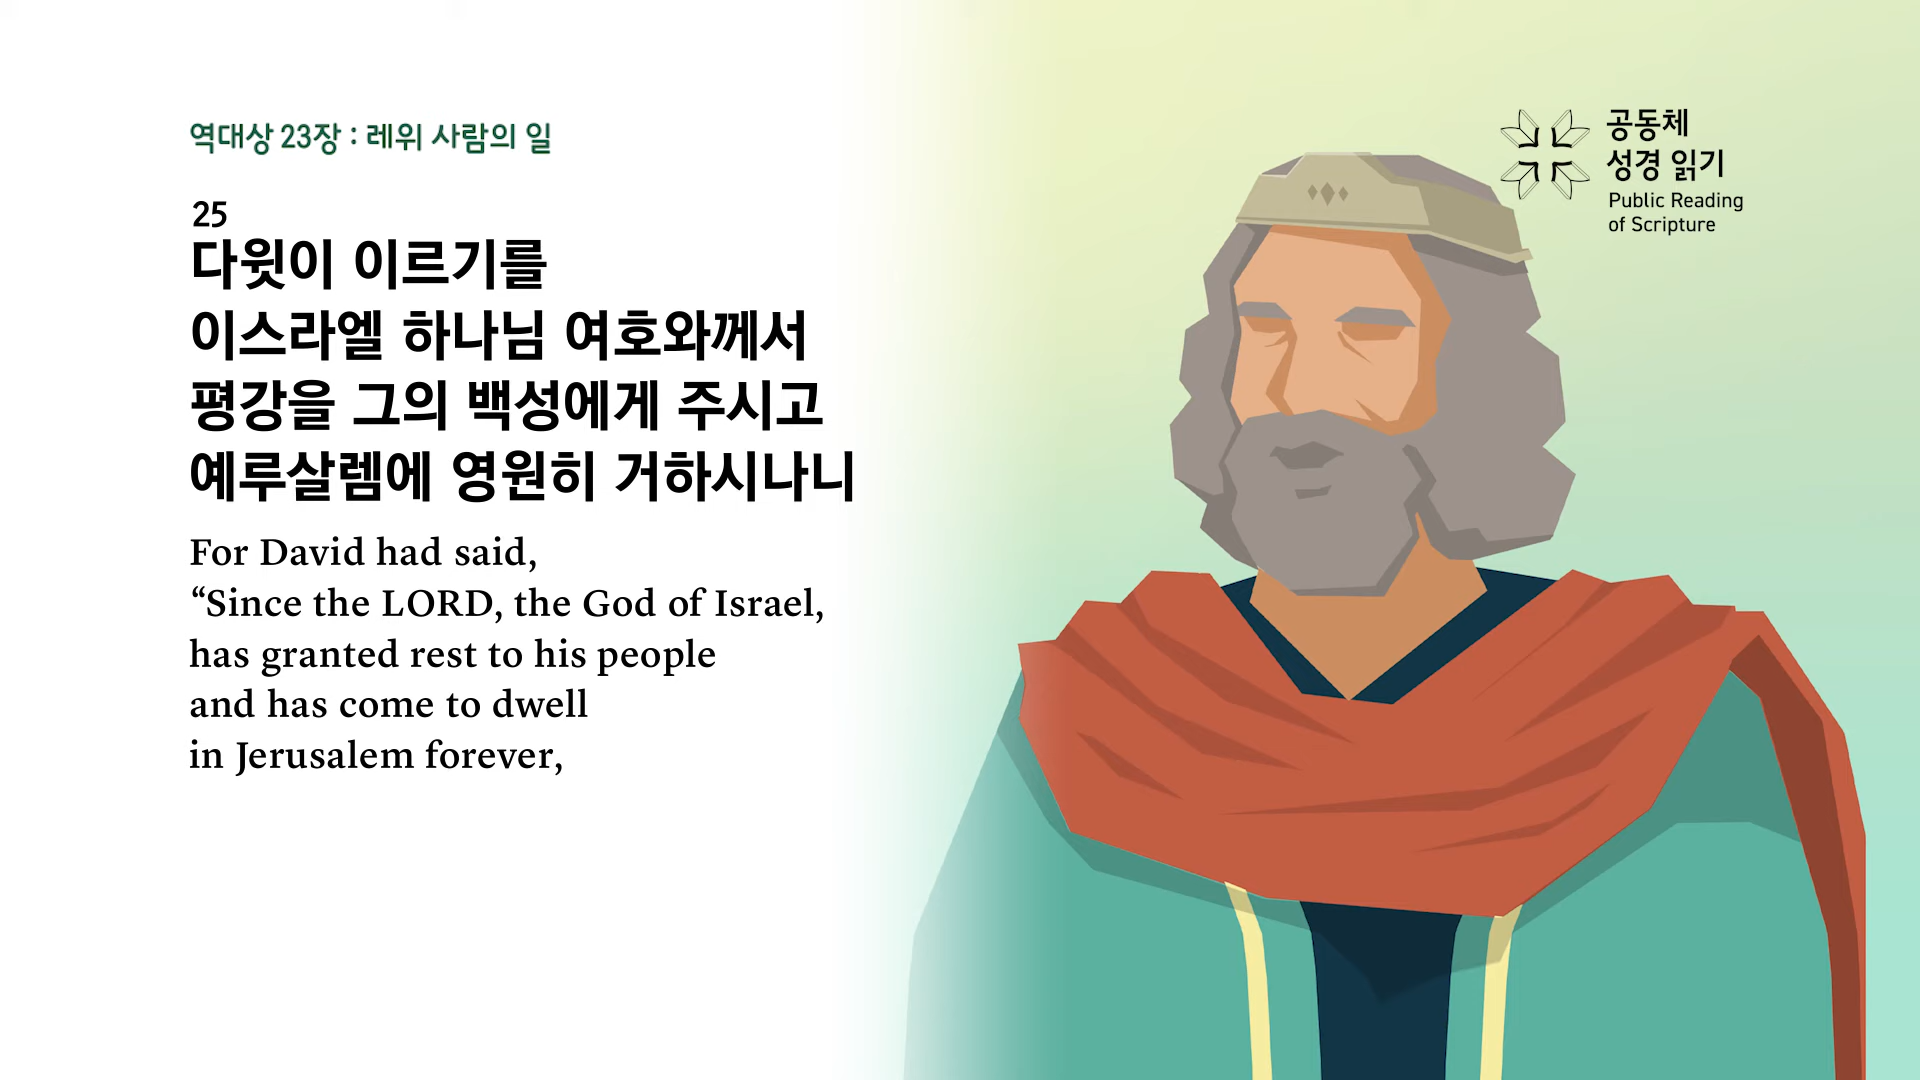 역대상 23장 : 레위 사람의 일
25
다윗이 이르기를
이스라엘 하나님 여호와께서
평강을 그의 백성에게 주시고
예루살렘에 영원히 거하시나니
For David had said,
“Since the LORD, the God of Israel,
has granted rest to his people
and has come to dwell
in Jerusalem forever,
공동체
성경 읽기
Public Reading
of Scripture